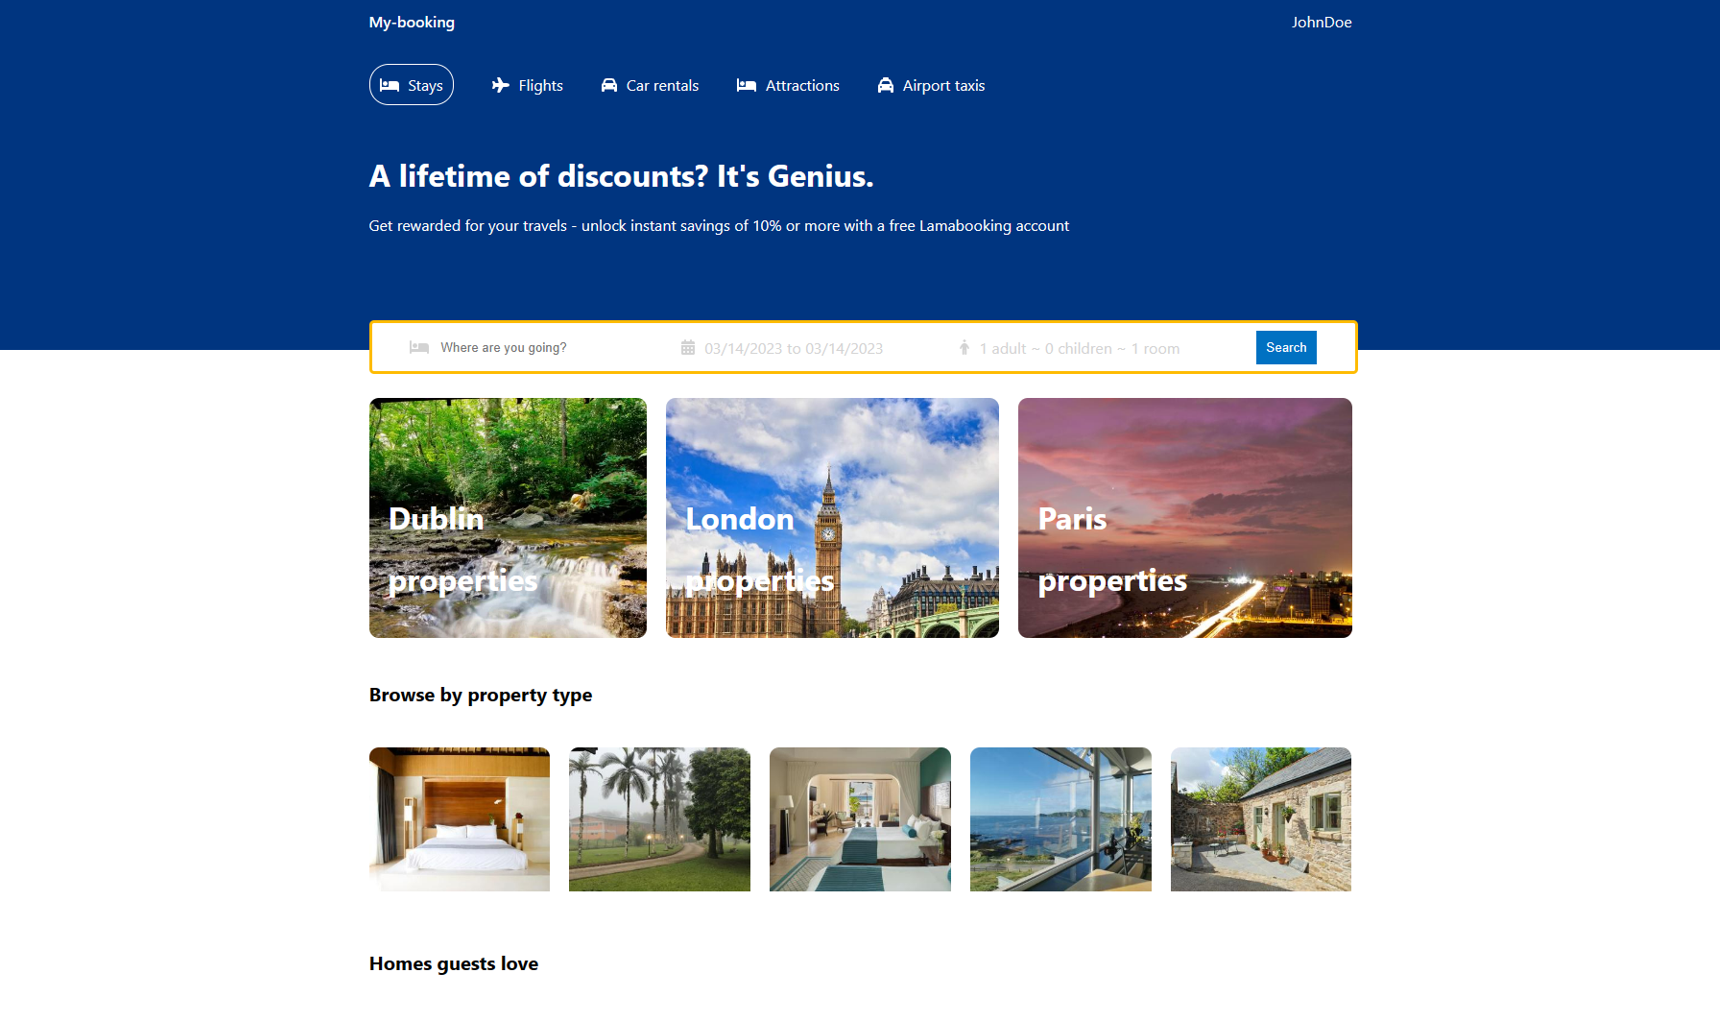 My-booking
JohnDoe
Stays
Flights
Car rentals
Attractions
Airport taxis
A lifetime of discounts? It's Genius.
Get rewarded for your travels - unlock instant savings of 10% or more with a free Lamabooking account
Where are you going?
03/14/2023 to 03/14/2023
1 adult ~ 0 children ~ 1 room
Search
Dublin
properties
London
properties
Paris
properties
Browse by property type
Homes guests love